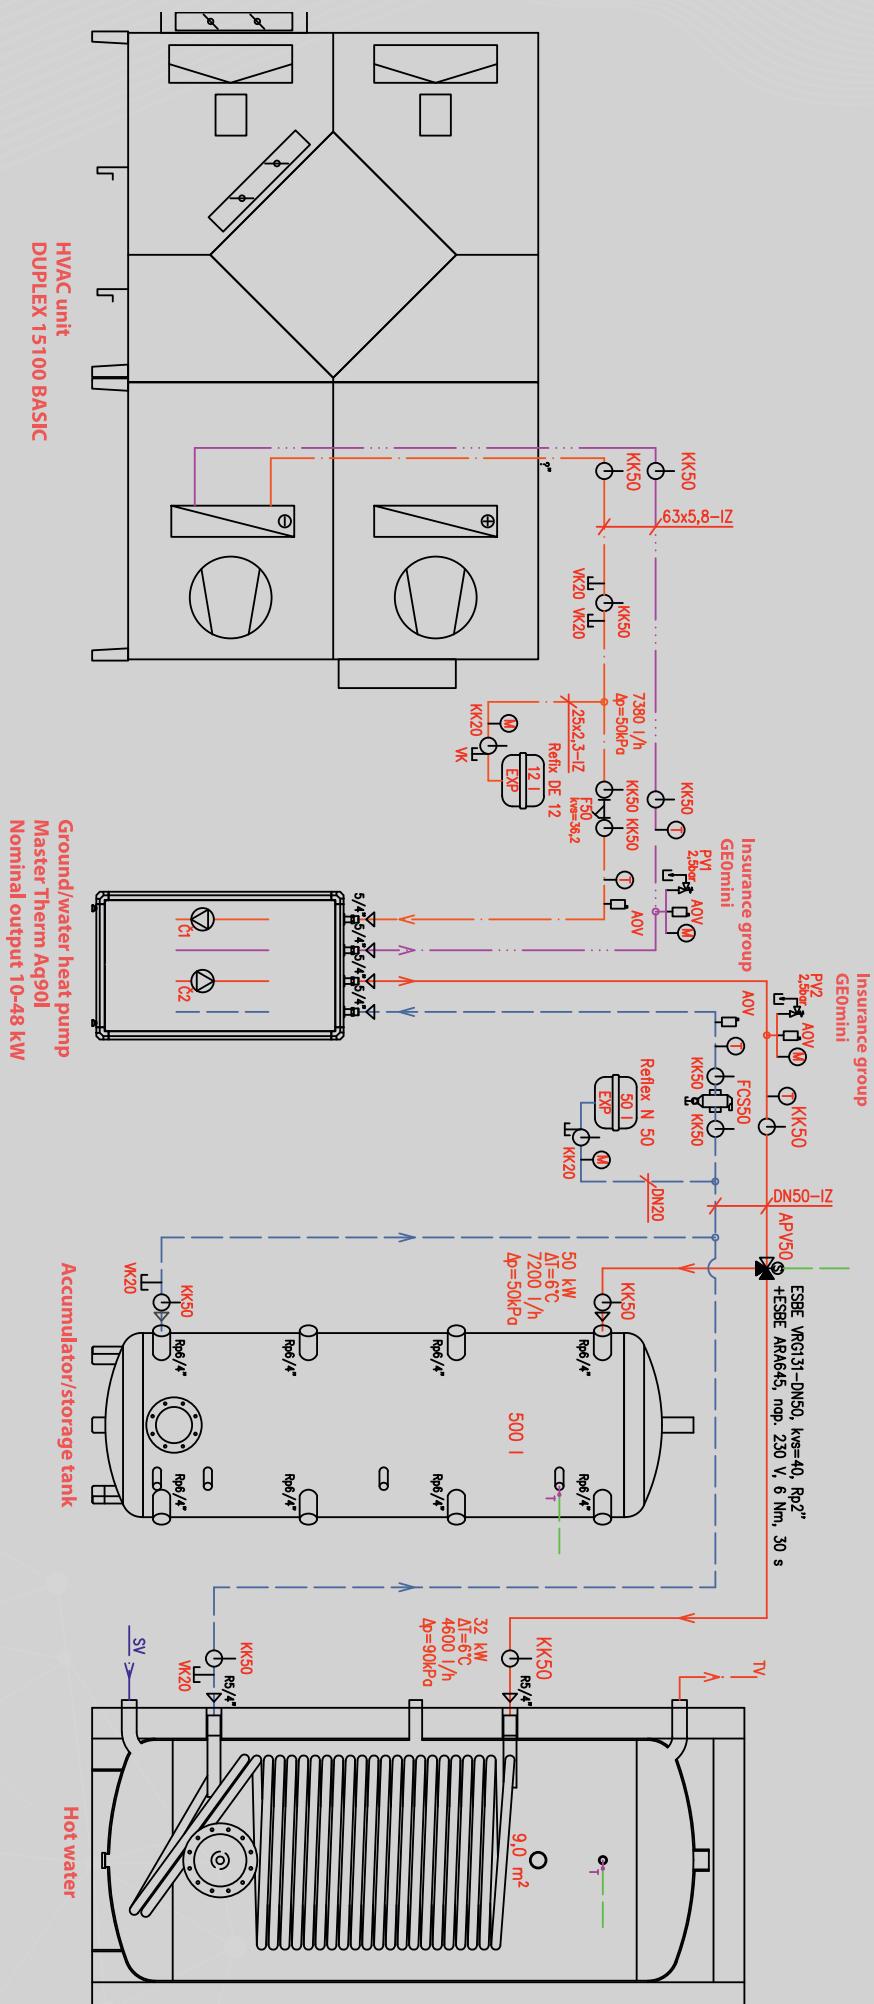 HVAC unit
DUPLEX 15100 BASIC
?"
KK50
KK50
63x5,8-IZ
VK20
VK20
KK50
7380 l/h
Δp=50kPa
25x2,3-IZ
KK20
M
VK
12 l
EXP
Refix DE 12
KK50
KK50
F50
kvs=36,2
KK50
T
T
AOV
Insurance group
GE0mini
PV1
2,5bar
AOV
M
Ground/water heat pump
Master Therm Aq90I
Nominal output 10-48 kW
Č1
Č2
5/4"
5/4"
5/4"
5/4"
Insurance group
GE0mini
PV2
2,5bar
AOV
M
AOV
T
T
KK50
KK50
FCS50
KK50
Reflex N 50
50 l
EXP
KK20
M
DN20
DN50-IZ
APV50
S
ESBE VRG131-DN50, kvs=40, Rp2"
+ESBE ARA645, nap. 230 V, 6 Nm, 30 s
50 kW
ΔT=6°C
7200 l/h
Δp=50kPa
KK50
VK20
KK50
Rp6/4"
Rp6/4"
Rp6/4"
Rp6/4"
500 l
Rp6/4"
Rp6/4"
Rp6/4"
Rp6/4"
T
Accumulator/storage tank
SV
VK20
KK50
R5/4"
32 kW
ΔT=6°C
4600 l/h
Δp=90kPa
KK50
R5/4"
TV
9,0 m²
T
Hot water